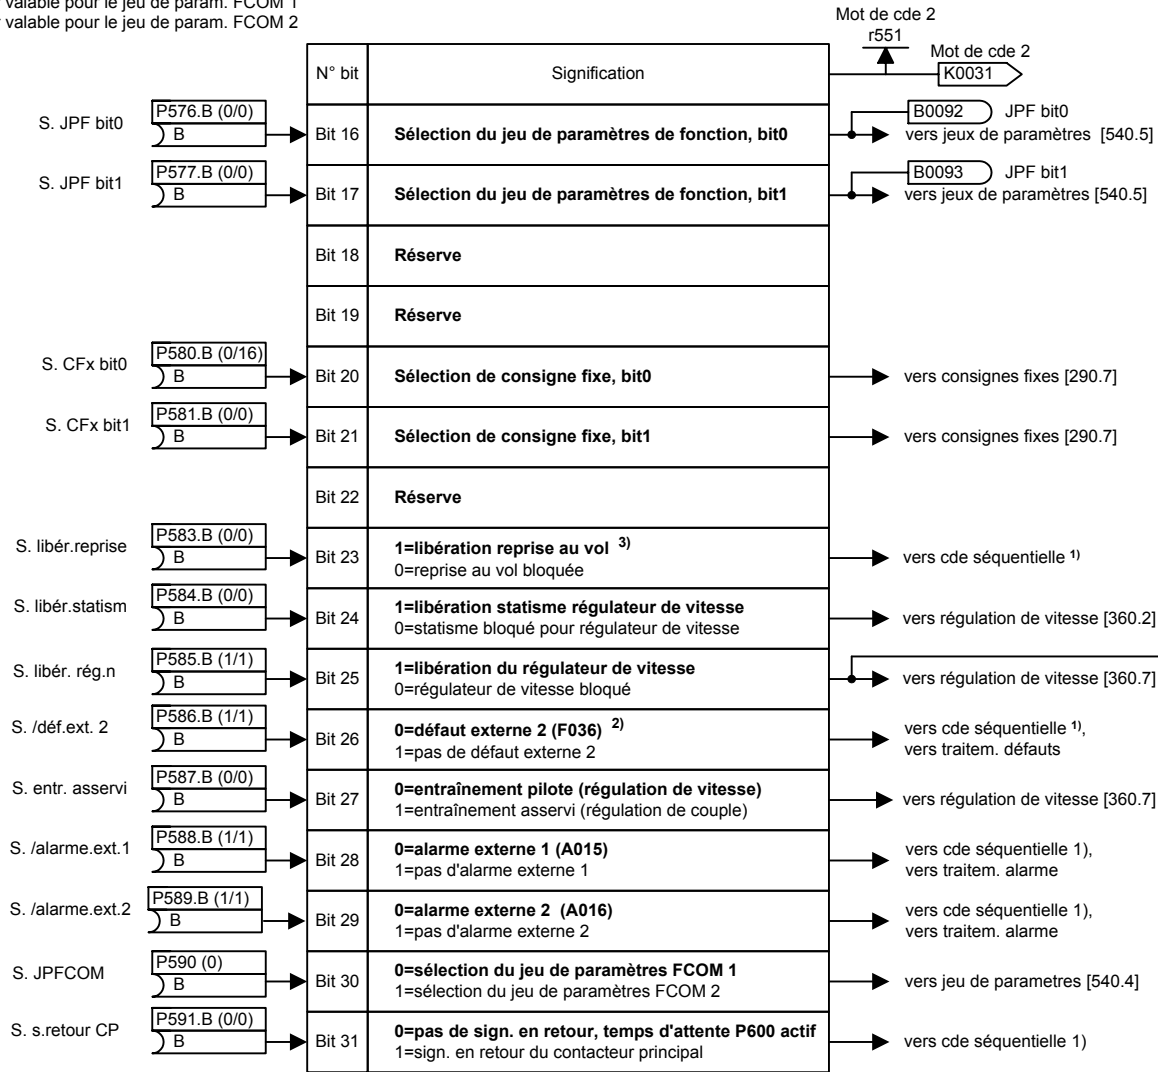 valable pour le jeu de param. FCOM 1
valable pour le jeu de param. FCOM 2
Mot de cde 2
r551
Mot de cde 2
K0031
N° bit
Signification
S. JPF bit0
P576.B (0/0)
B
Bit 16
Sélection du jeu de paramètres de fonction, bit0
B0092
JPF bit0
vers jeux de paramètres [540.5]
S. JPF bit1
P577.B (0/0)
B
Bit 17
Sélection du jeu de paramètres de fonction, bit1
B0093
JPF bit1
vers jeux de paramètres [540.5]
Bit 18
Réserve
Bit 19
Réserve
S. CFx bit0
P580.B (0/16)
B
Bit 20
Sélection de consigne fixe, bit0
vers consignes fixes [290.7]
S. CFx bit1
P581.B (0/0)
B
Bit 21
Sélection de consigne fixe, bit1
vers consignes fixes [290.7]
Bit 22
Réserve
S. libér.reprise
P583.B (0/0)
B
Bit 23
1=libération reprise au vol 3)
0=reprise au vol bloquée
vers cde séquentielle 1)
S. libér.statism
P584.B (0/0)
B
Bit 24
1=libération statisme régulateur de vitesse
0=statisme bloqué pour régulateur de vitesse
vers régulation de vitesse [360.2]
S. libér. rég.n
P585.B (1/1)
B
Bit 25
1=libération du régulateur de vitesse
0=régulateur de vitesse bloqué
vers régulation de vitesse [360.7]
S. /déf.ext. 2
P586.B (1/1)
B
Bit 26
0=défaut externe 2 (F036) 2)
1=pas de défaut externe 2
vers cde séquentielle 1),
vers traitem. défauts
S. entr. asservi
P587.B (0/0)
B
Bit 27
0=entraînement pilote (régulation de vitesse)
1=entraînement asservi (régulation de couple)
vers régulation de vitesse [360.7]
S. /alarme.ext.1
P588.B (1/1)
B
Bit 28
0=alarme externe 1 (A015)
1=pas d'alarme externe 1
vers cde séquentielle 1),
vers traitem. alarme
S. /alarme.ext.2
P589.B (1/1)
B
Bit 29
0=alarme externe 2 (A016)
1=pas d'alarme externe 2
vers cde séquentielle 1),
vers traitem. alarme
S. JPFCOM
P590 (0)
B
Bit 30
0=sélection du jeu de paramètres FCOM 1
1=sélection du jeu de paramètres FCOM 2
vers jeu de parametres [540.4]
S. s.retour CP
P591.B (0/0)
B
Bit 31
0=pas de sign. en retour, temps d'attente P600 actif
1=sign. en retour du contacteur principal
vers cde séquentielle 1)